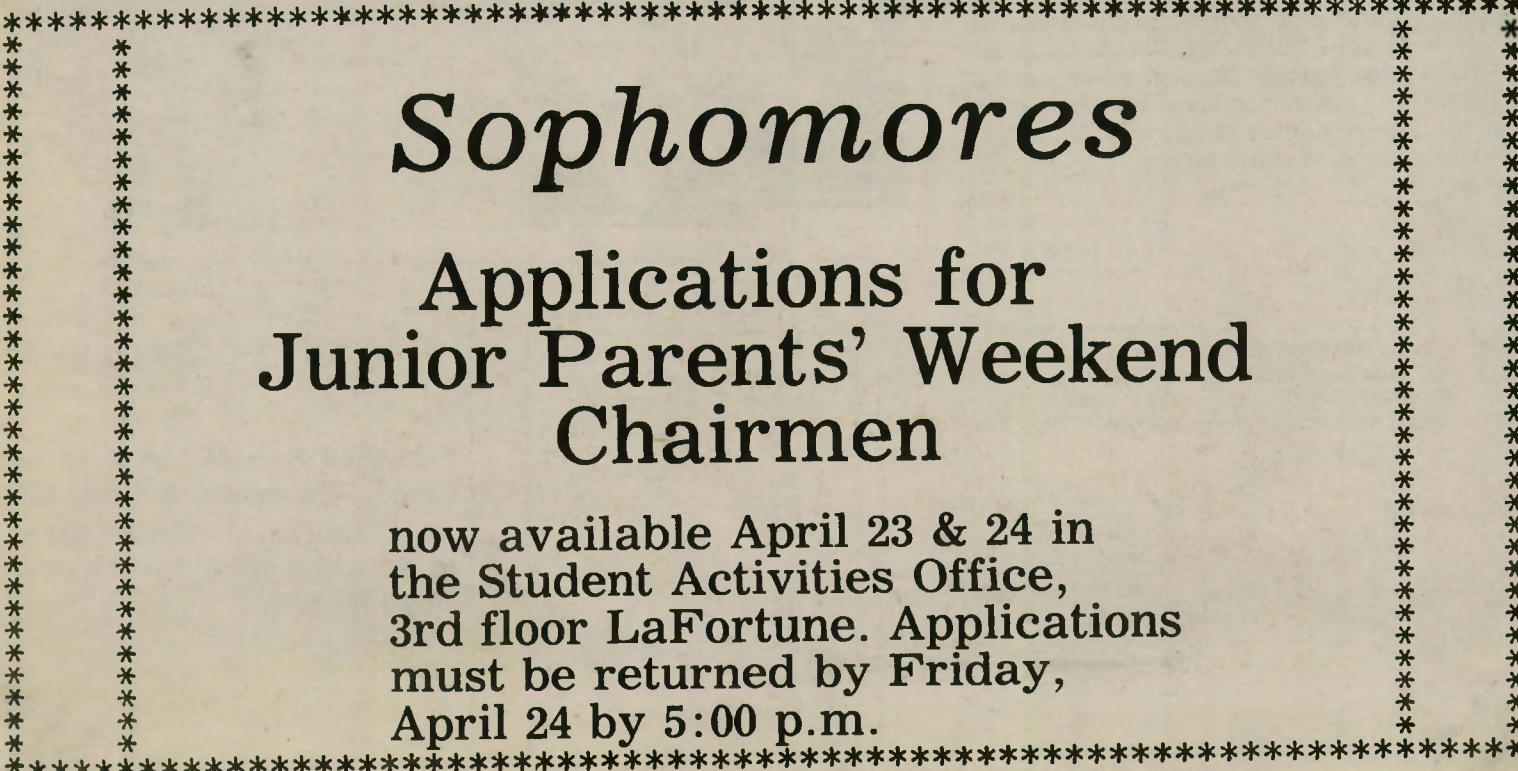 Sophomores
Applications for
Junior Parents' Weekend
Chairmen
now available April 23 & 24 in
the Student Activities Office,
3rd floor LaFortune. Applications
must be returned by Friday,
April 24 by 5:00 p.m.